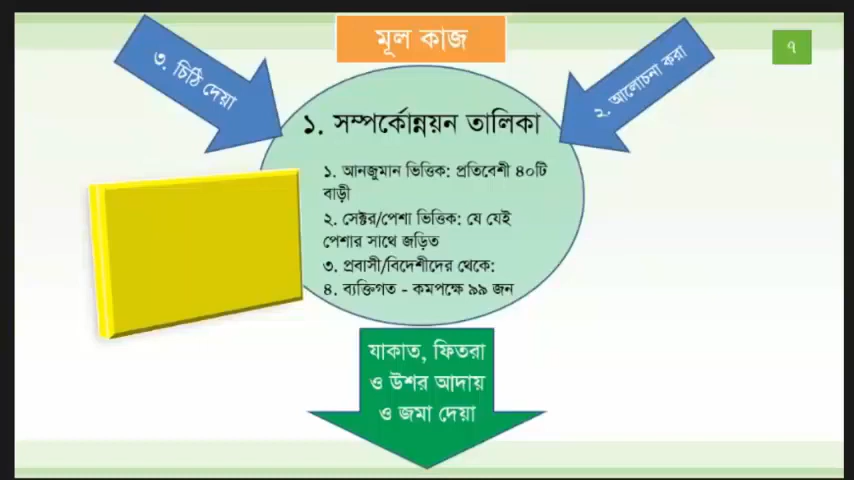 মূল কাজ
৭
৩. চিঠি দেয়া
২. আলোচনা করা
১. সম্পর্কোন্নয়ন তালিকা
১. আনজুমান ভিত্তিক: প্রতিবেশী ৪০টি
বাড়ী
২. সেক্টর/পেশা ভিত্তিক: যে যেই
পেশার সাথে জড়িত
৩. প্রবাসী/বিদেশীদের থেকে:
৪. ব্যক্তিগত - কমপক্ষে ৯৯ জন
যাকাত, ফিতরা
ও উশর আদায়
ও জমা দেয়া